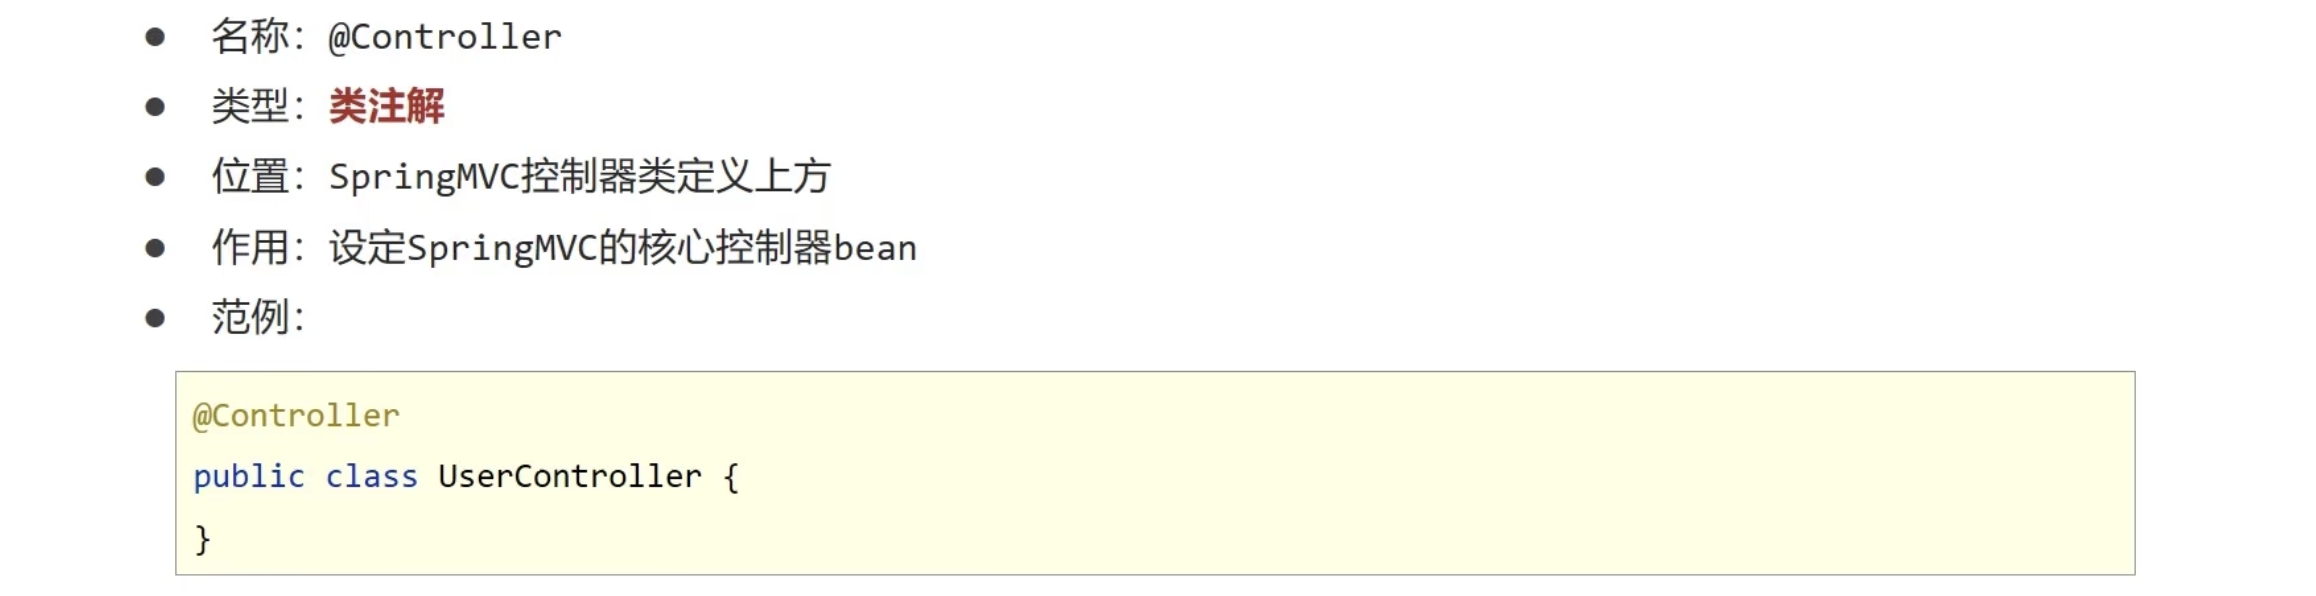 ● 名称：@Controller
● 类型：类注解
● 位置：SpringMVC控制器类定义上方
● 作用：设定SpringMVC的核心控制器bean
● 范例：
@Controller
public class UserController {
}